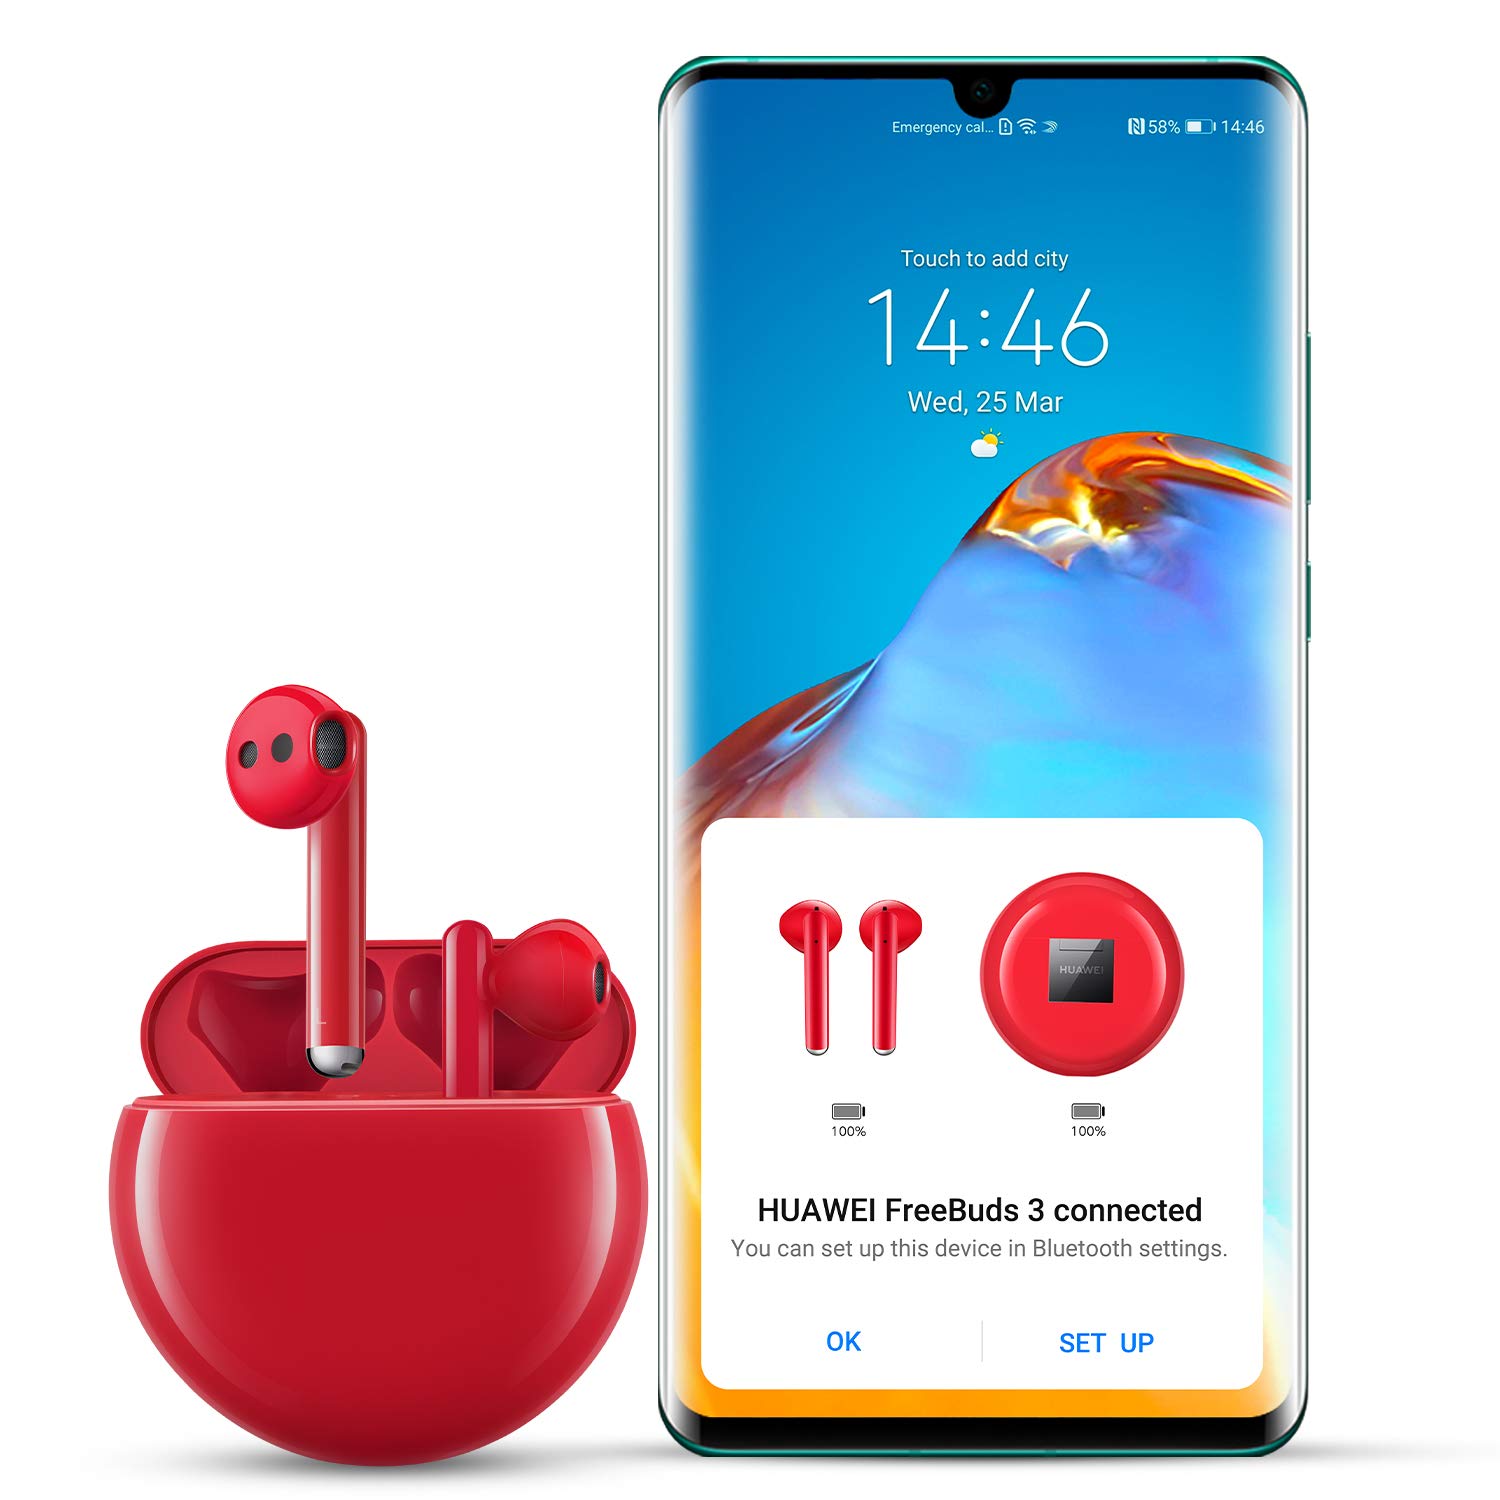 Emergency cal... 58% 14:46
Touch to add city
14:46
Wed, 25 Mar
HUAWEI
100% 100%
HUAWEI FreeBuds 3 connected
You can set up this device in Bluetooth settings.
OK SET UP